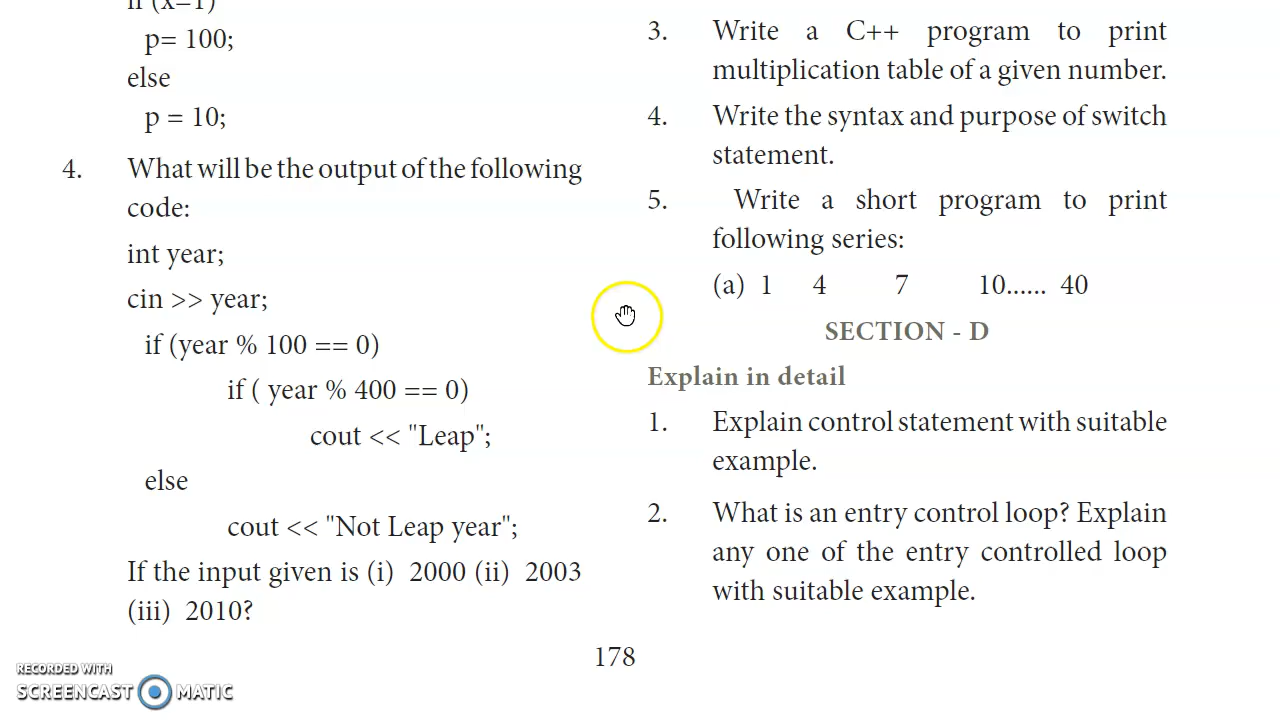 if (x=1)
p= 100;
else
p = 10;
4. What will be the output of the following
code:
int year;
cin >> year;
if (year % 100 == 0)
if ( year % 400 == 0)
cout << "Leap";
else
cout << "Not Leap year";
If the input given is (i) 2000 (ii) 2003
(iii) 2010?
3. Write a C++ program to print
multiplication table of a given number.
4. Write the syntax and purpose of switch
statement.
5. Write a short program to print
following series:
(a) 1 4 7 10...... 40
SECTION - D
Explain in detail
1. Explain control statement with suitable
example.
2. What is an entry control loop? Explain
any one of the entry controlled loop
with suitable example.
178
RECORDED WITH
SCREENCAST MATIC